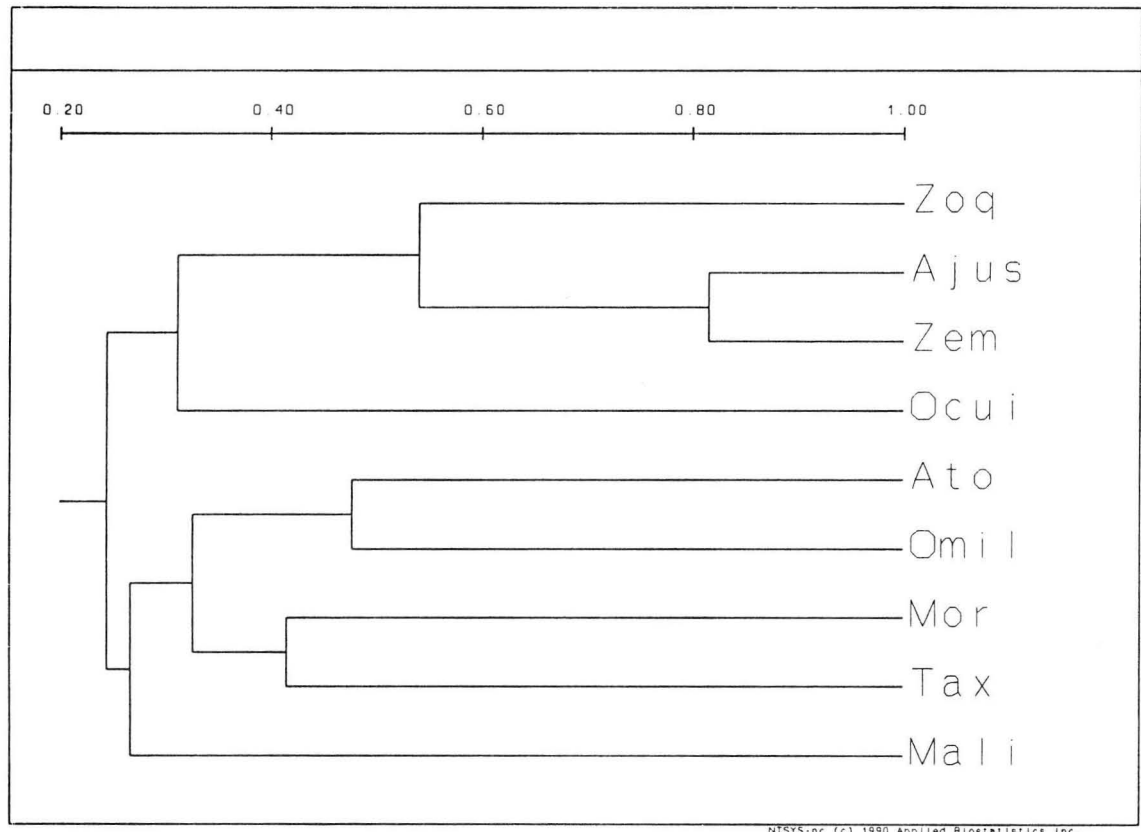 0.20 0.40 0.60 0.80 1.00
Zoq
Ajus
Zem
Ocui
Ato
Omil
Mor
Tax
Mali
NTSYS-pc (c) 1990 Applied Biostatistics Inc